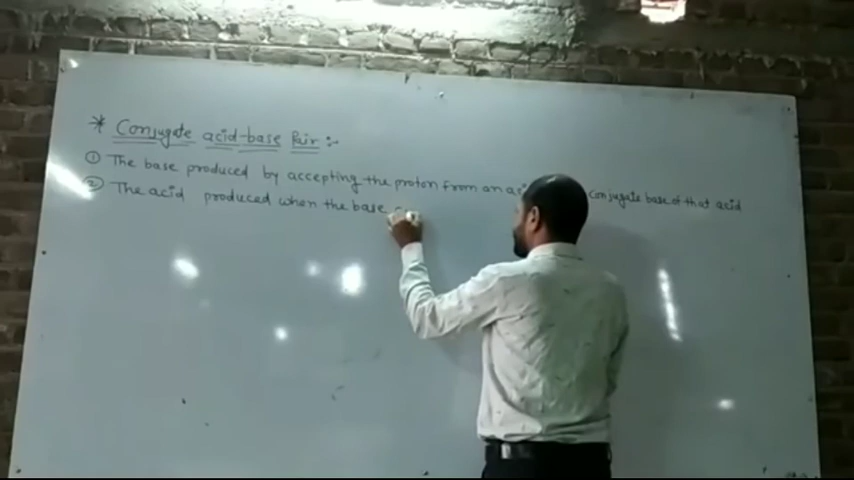 * Conjugate acid-base Pair :-
① The base produced by accepting the proton from an conjugate base of that acid
② The acid produced when the base